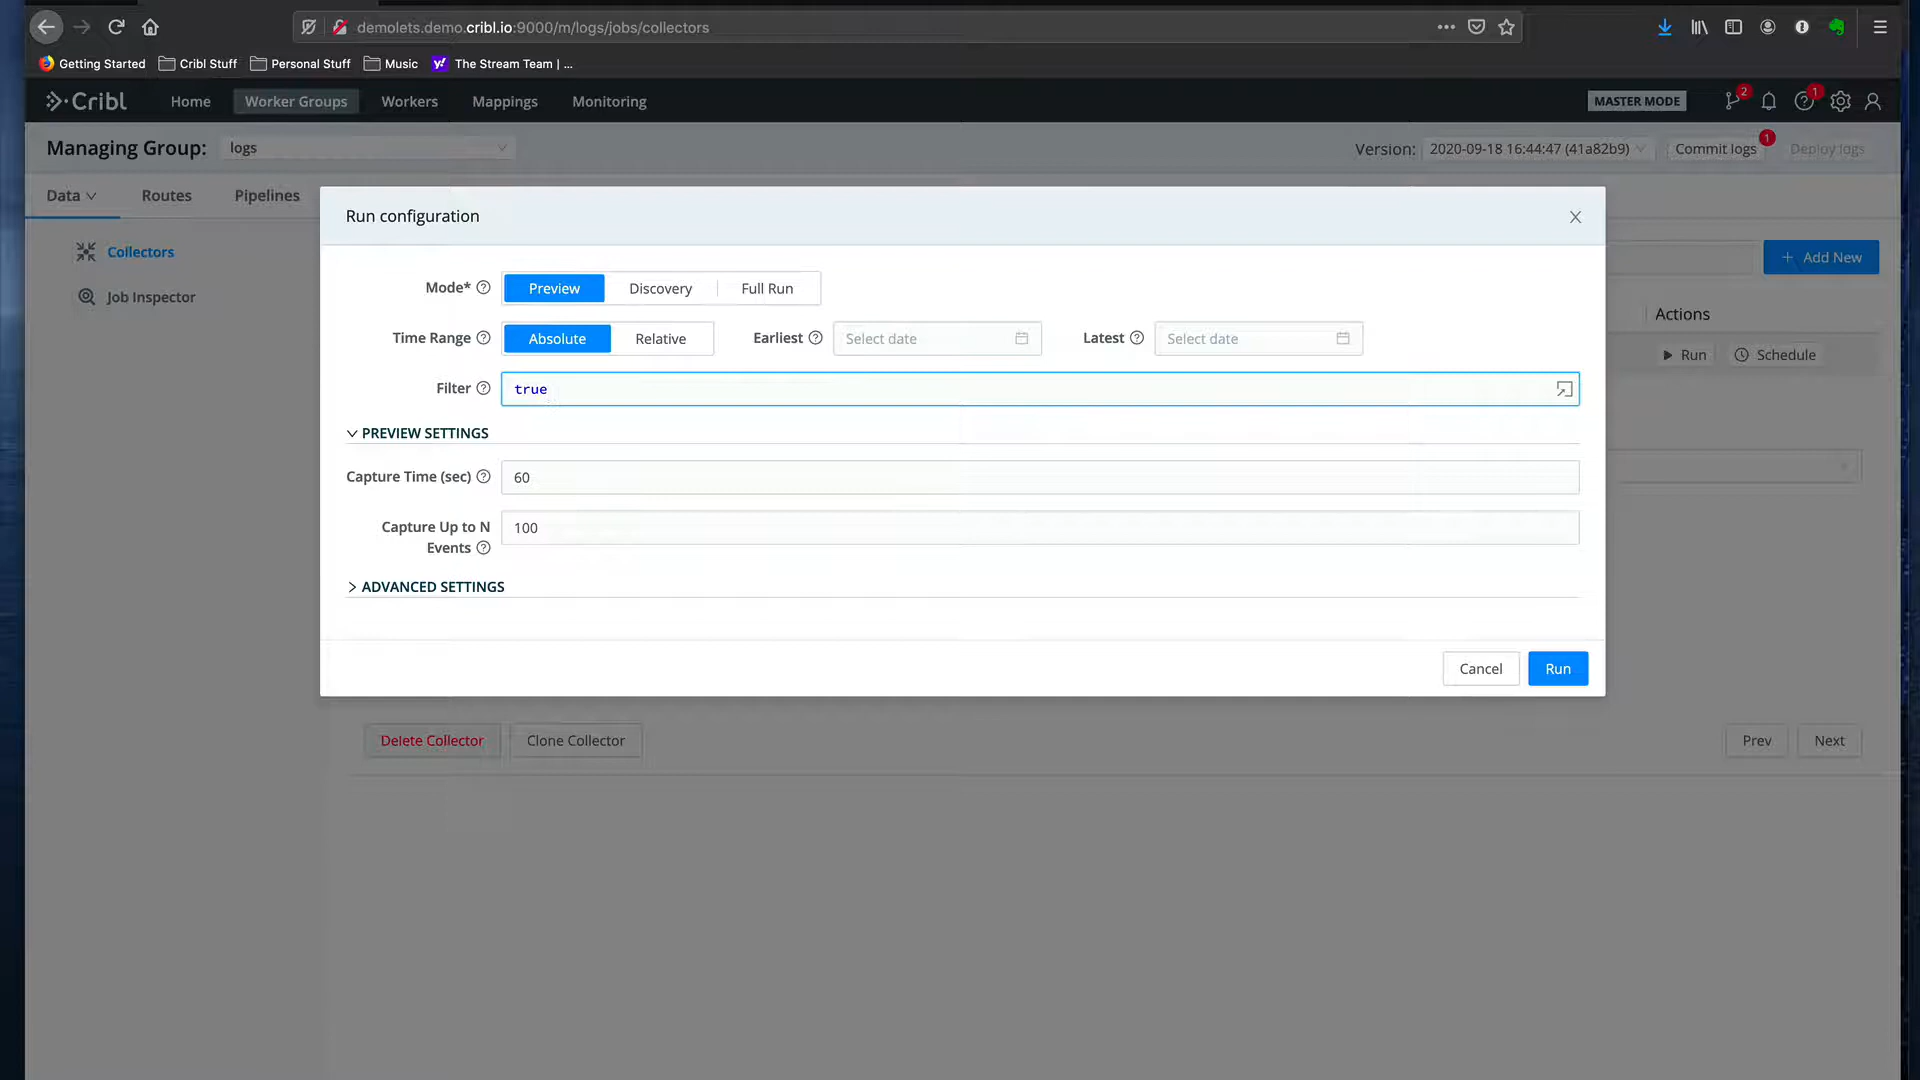 demolets.demo.cribl.io:9000/m/logs/jobs/collectors
Getting Started Cribl Stuff Personal Stuff Music The Stream Team | ...
Cribl Home Worker Groups Workers Mappings Monitoring MASTER MODE 2 1
Managing Group: logs Version: 2020-09-18 16:44:47 (41a82b9) Commit logs 1 Deploy logs
Data Routes Pipelines
Run configuration
Collectors
Job Inspector
+ Add New
Mode* Preview Discovery Full Run
Actions
Time Range Absolute Relative Earliest Select date Latest Select date
Run Schedule
Filter true
PREVIEW SETTINGS
Capture Time (sec) 60
Capture Up to N Events 100
ADVANCED SETTINGS
Cancel Run
Delete Collector Clone Collector Prev Next